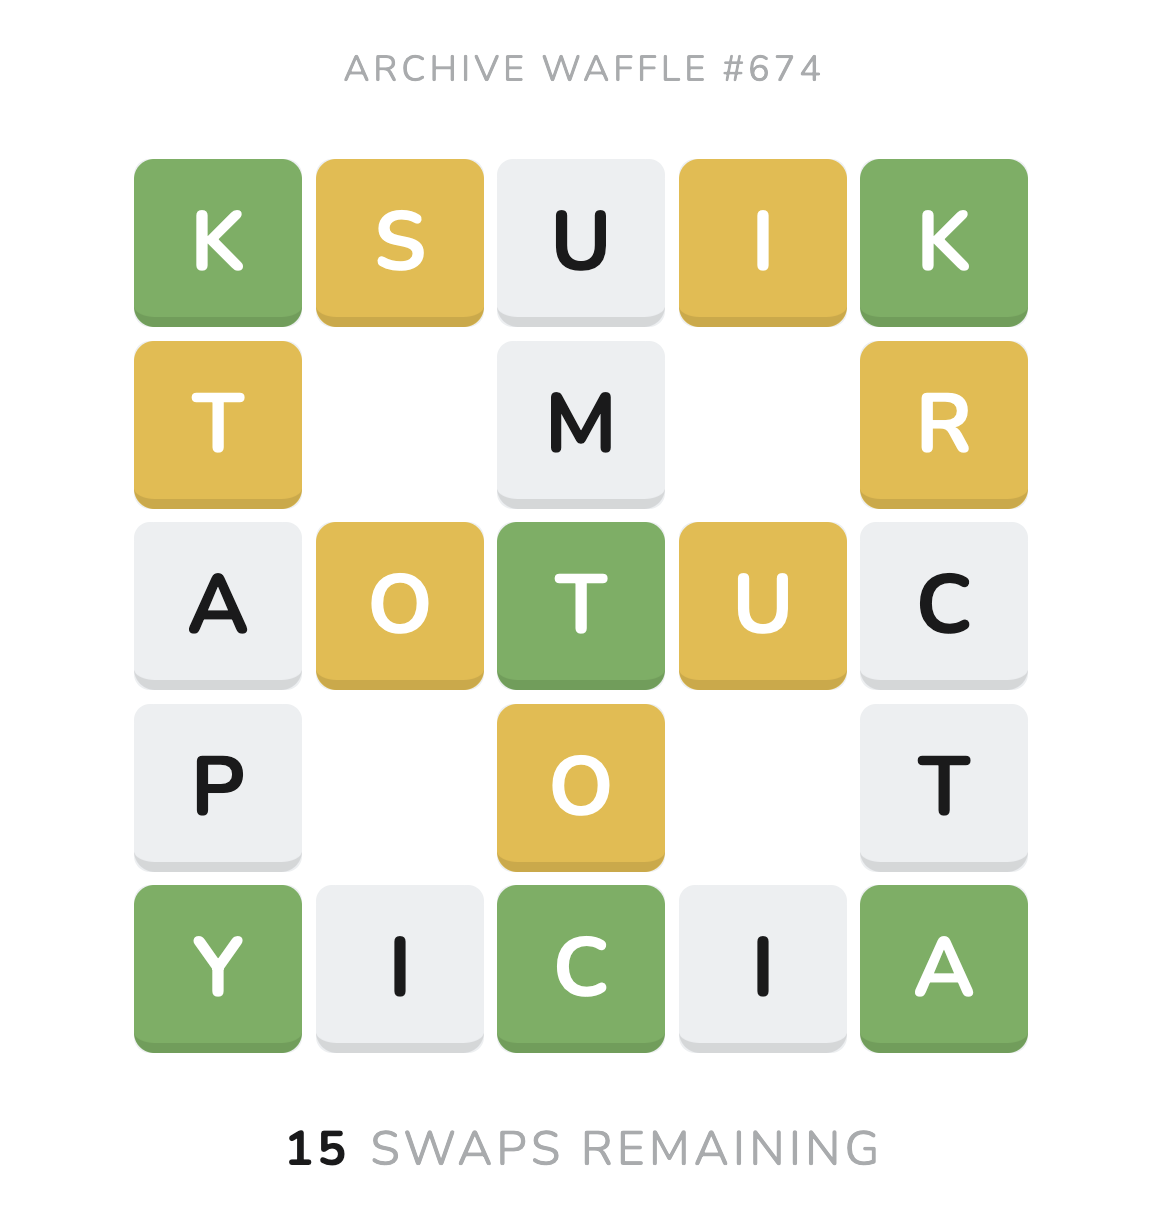 ARCHIVE WAFFLE #674
K S U I K
T M R
A O T U C
P O T
Y I C I A
15 SWAPS REMAINING